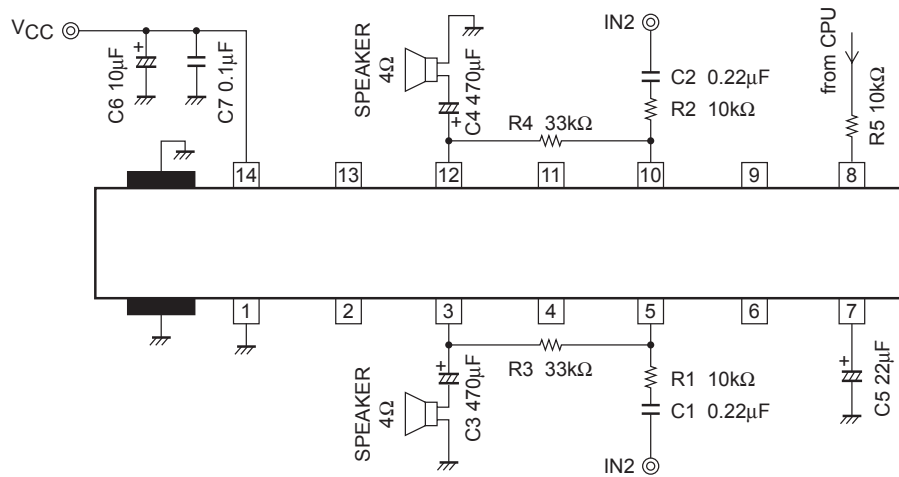 VCC
C6 10μF
C7 0.1μF
SPEAKER
4Ω
C4 470μF
IN2
C2 0.22μF
R2 10kΩ
R4 33kΩ
from CPU
R5 10kΩ
14 13 12 11 10 9 8
1 2 3 4 5 6 7
SPEAKER
4Ω
C3 470μF
R3 33kΩ
R1 10kΩ
C1 0.22μF
IN2
C5 22μF
+
+
+
+